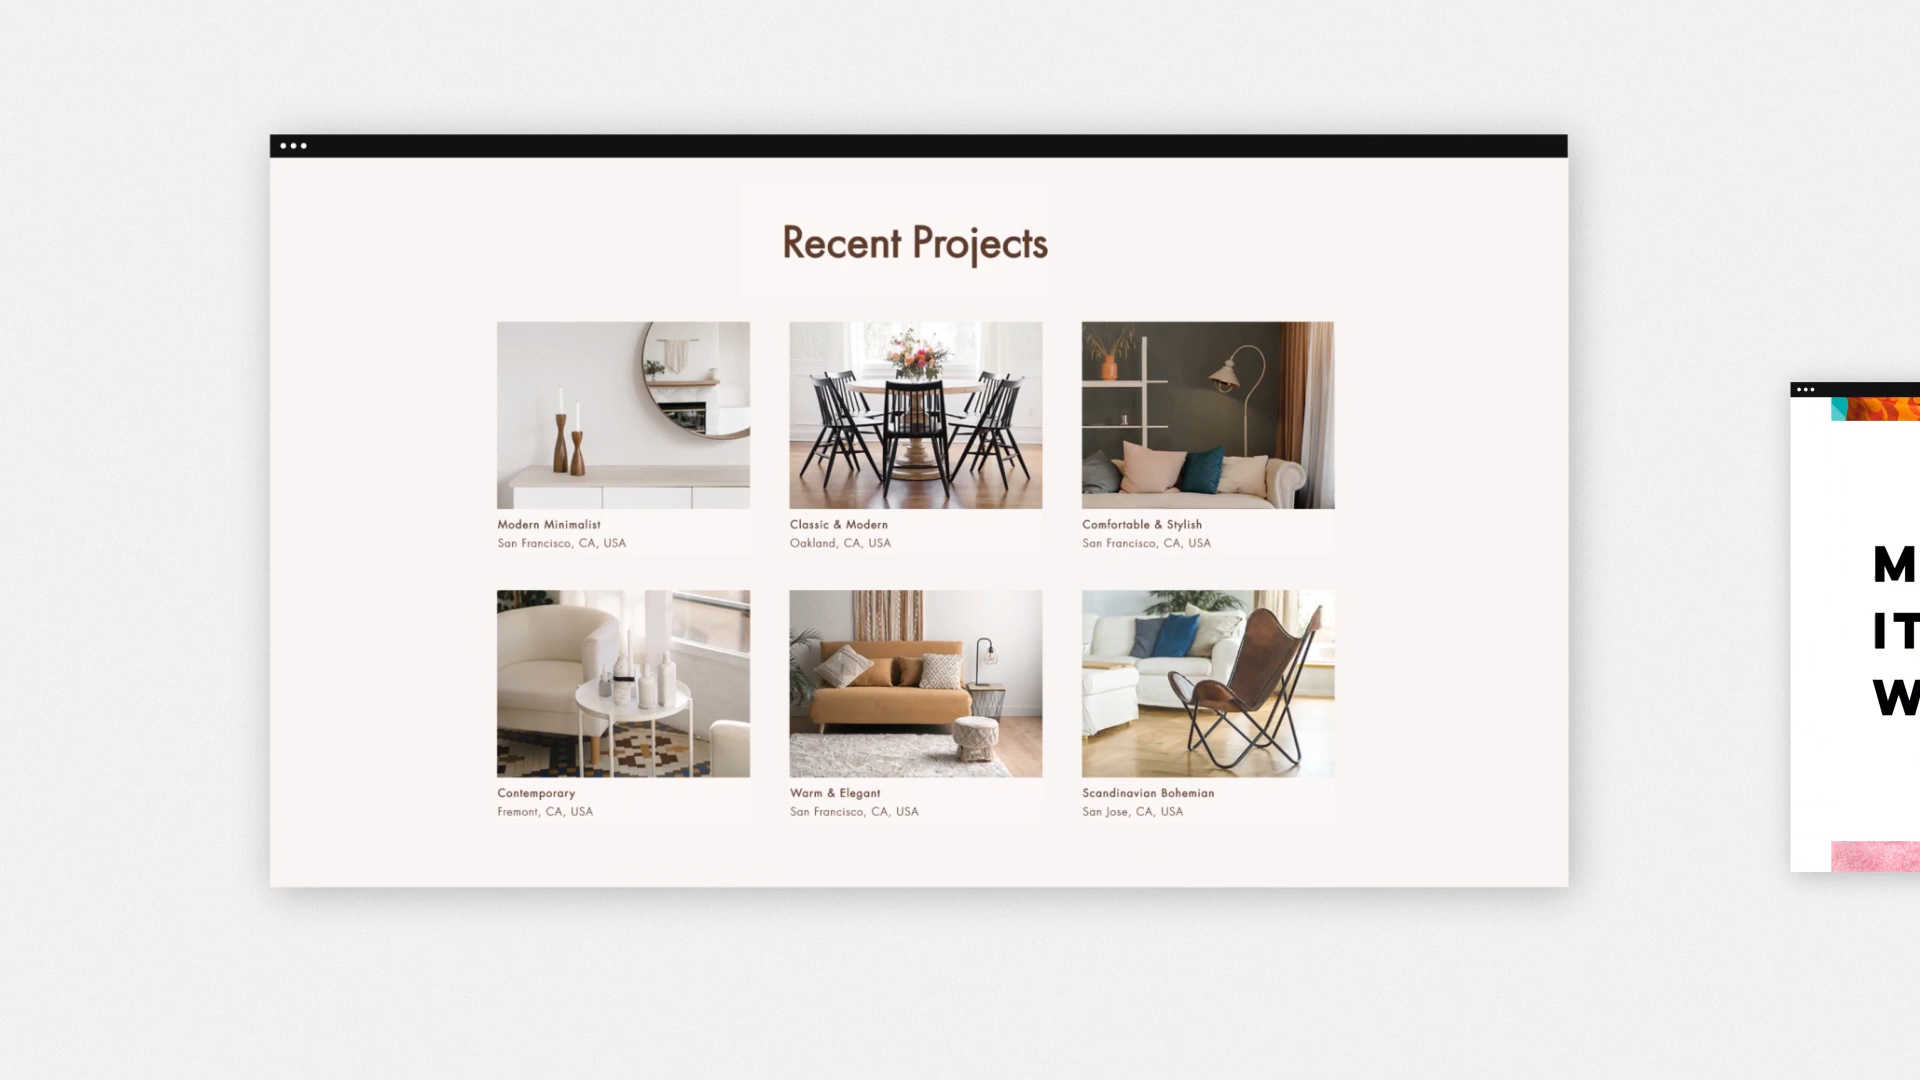 Recent Projects
Modern Minimalist
San Francisco, CA, USA
Classic & Modern
Oakland, CA, USA
Comfortable & Stylish
San Francisco, CA, USA
Contemporary
Fremont, CA, USA
Warm & Elegant
San Francisco, CA, USA
Scandinavian Bohemian
San Jose, CA, USA
M
IT
W